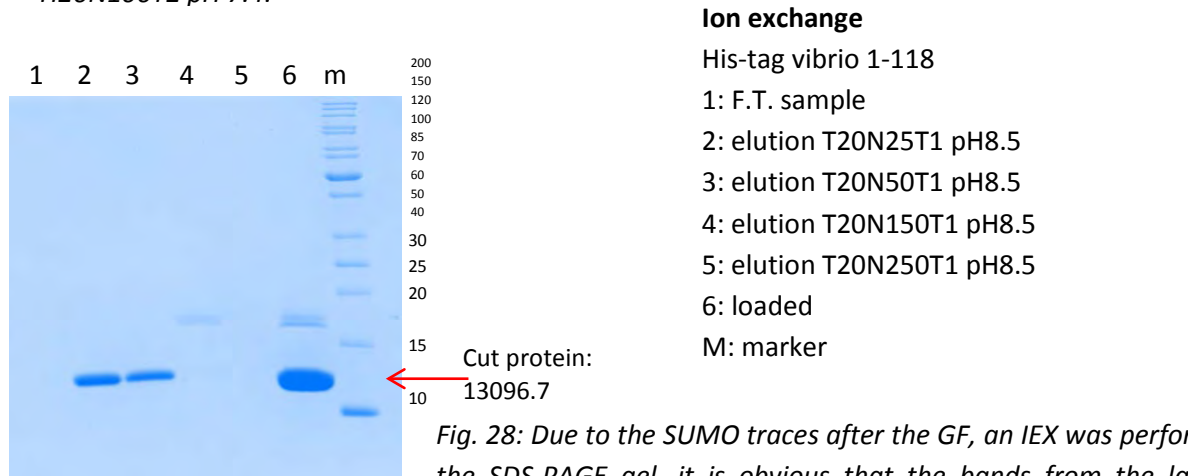 pH 7.4.
Ion exchange
His-tag vibrio 1-118
1: F.T. sample
2: elution T20N25T1 pH8.5
3: elution T20N50T1 pH8.5
4: elution T20N150T1 pH8.5
5: elution T20N250T1 pH8.5
6: loaded
M: marker
1 2 3 4 5 6 m
200
150
120
100
85
70
60
50
40
30
25
20
15
10
Cut protein:
13096.7
Fig. 28: Due to the SUMO traces after the GF, an IEX was perfor
the SDS-PAGE gel, it is obvious that the bands from the la